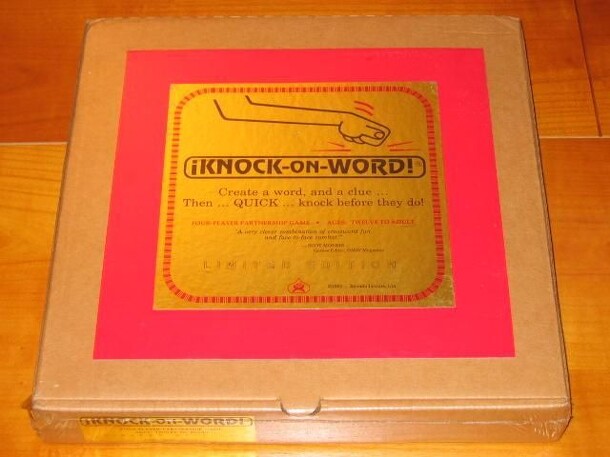 ¡KNOCK-ON-WORD!
Create a word, and a clue ...
Then ... QUICK ... knock before they do!
FOUR-PLAYER PARTNERSHIP GAME • AGES: TWELVE TO ADULT
"A very clever combination of crossword fun
and face-to-face combat."
LIMITED EDITION
¡KNOCK-ON-WORD!